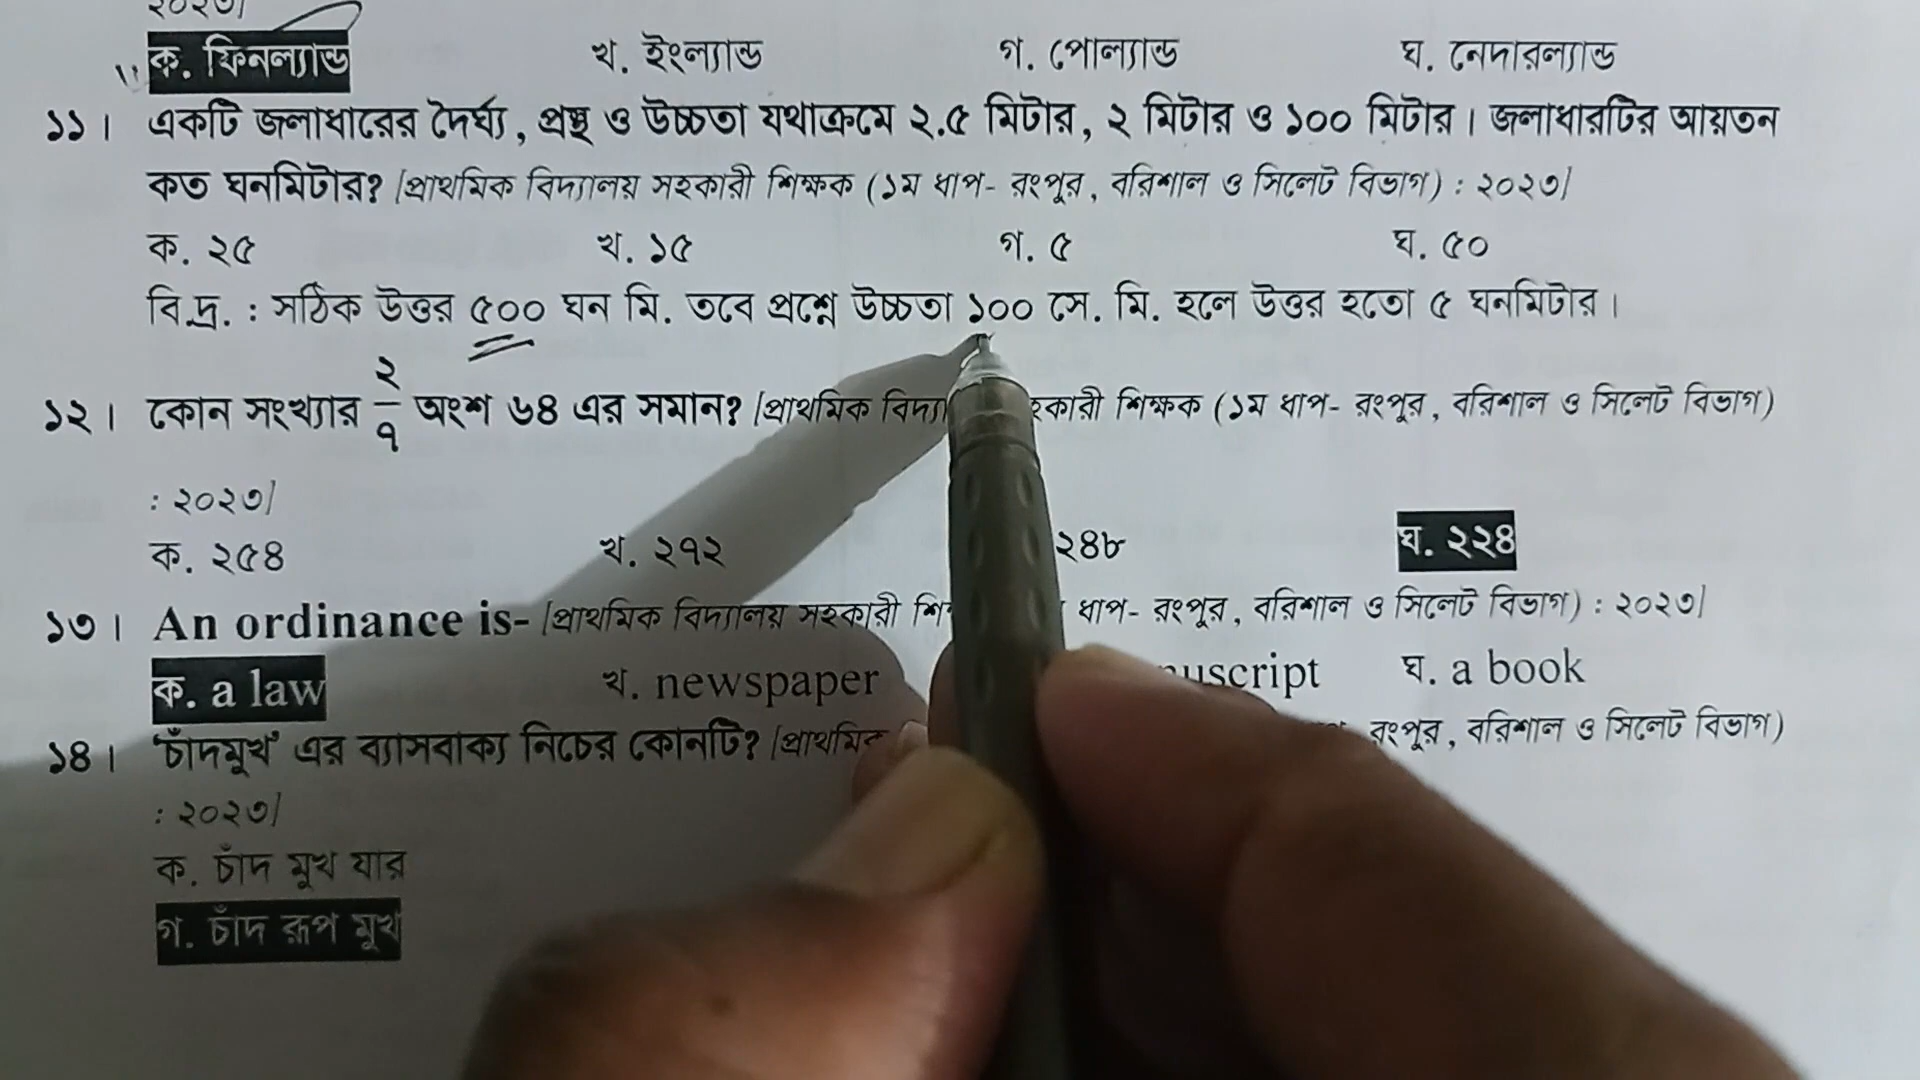 ২০২৩]
ক. ফিনল্যান্ড খ. ইংল্যান্ড গ. পোল্যান্ড ঘ. নেদারল্যান্ড
১১। একটি জলাধারের দৈর্ঘ্য, প্রস্থ ও উচ্চতা যথাক্রমে ২.৫ মিটার, ২ মিটার ও ১০০ মিটার। জলাধারটির আয়তন
কত ঘনমিটার? [প্রাথমিক বিদ্যালয় সহকারী শিক্ষক (১ম ধাপ- রংপুর, বরিশাল ও সিলেট বিভাগ) : ২০২৩]
ক. ২৫ খ. ১৫ গ. ৫ ঘ. ৫০
বি.দ্র. : সঠিক উত্তর ৫০০ ঘন মি. তবে প্রশ্নে উচ্চতা ১০০ সে. মি. হলে উত্তর হতো ৫ ঘনমিটার।
১২। কোন সংখ্যার ২/৭ অংশ ৬৪ এর সমান? [প্রাথমিক শিক্ষক (১ম ধাপ- রংপুর, বরিশাল ও সিলেট বিভাগ)
: ২০২৩]
ক. ২৫৪ খ. ২৭২ ২৪৮ ঘ. ২২৪
১৩। An ordinance is- [প্রাথমিক বিদ্যালয় সহকারী ধাপ- রংপুর, বরিশাল ও সিলেট বিভাগ) : ২০২৩]
ক. a law খ. newspaper ঘ. a book
১৪। 'চাঁদমুখ' এর ব্যাসবাক্য নিচের কোনটি? [প্রাথমিক রংপুর, বরিশাল ও সিলেট বিভাগ)
: ২০২৩]
ক. চাঁদ মুখ যার
গ. চাঁদ রূপ মুখ